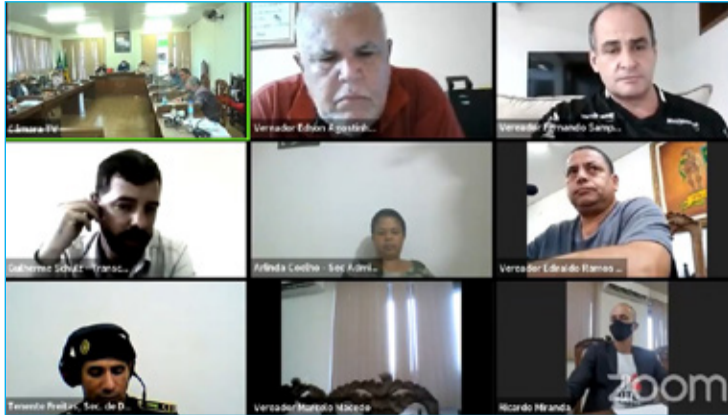 Câmara TV
Vereador Edson Agostinh...
Vereador Fernando Samp...
Guilherme Schulz - Transc...
Arlinda Coelho - Sec Admi...
Vereador Edivaldo Ramos ...
Tenente Freitas, Sec. de D...
Vereador Marcelo Macedo
Ricardo Miranda
zoom